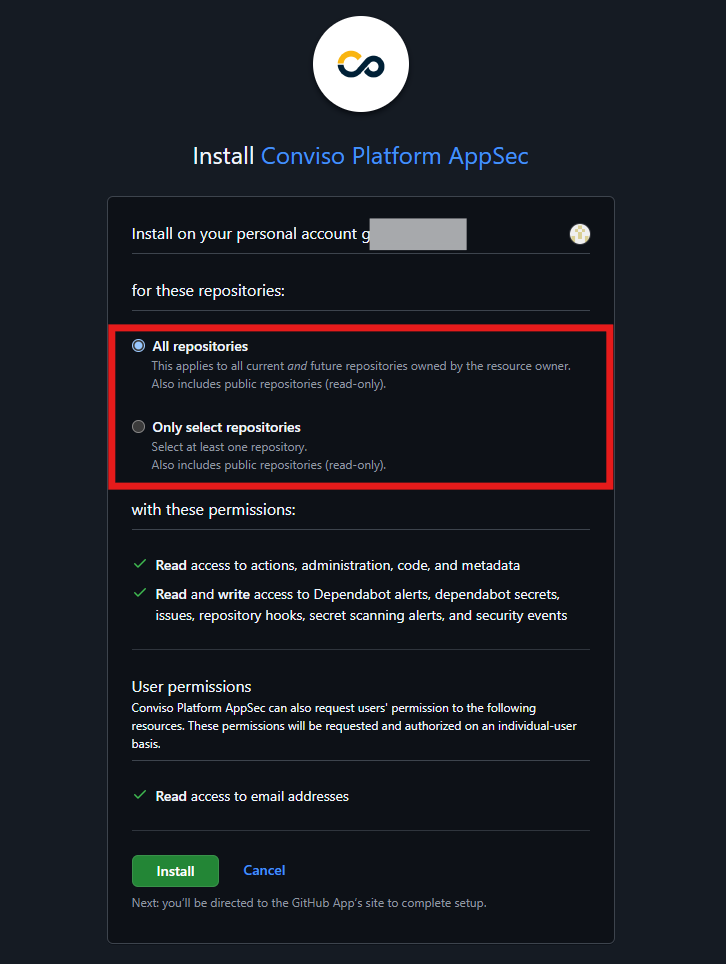 Install Conviso Platform AppSec
Install on your personal account g
for these repositories:
All repositories
This applies to all current and future repositories owned by the resource owner.
Also includes public repositories (read-only).
Only select repositories
Select at least one repository.
Also includes public repositories (read-only).
with these permissions:
Read access to actions, administration, code, and metadata
Read and write access to Dependabot alerts, dependabot secrets,
issues, repository hooks, secret scanning alerts, and security events
User permissions
Conviso Platform AppSec can also request users' permission to the following
resources. These permissions will be requested and authorized on an individual-user
basis.
Read access to email addresses
Install Cancel
Next: you'll be directed to the GitHub App's site to complete setup.